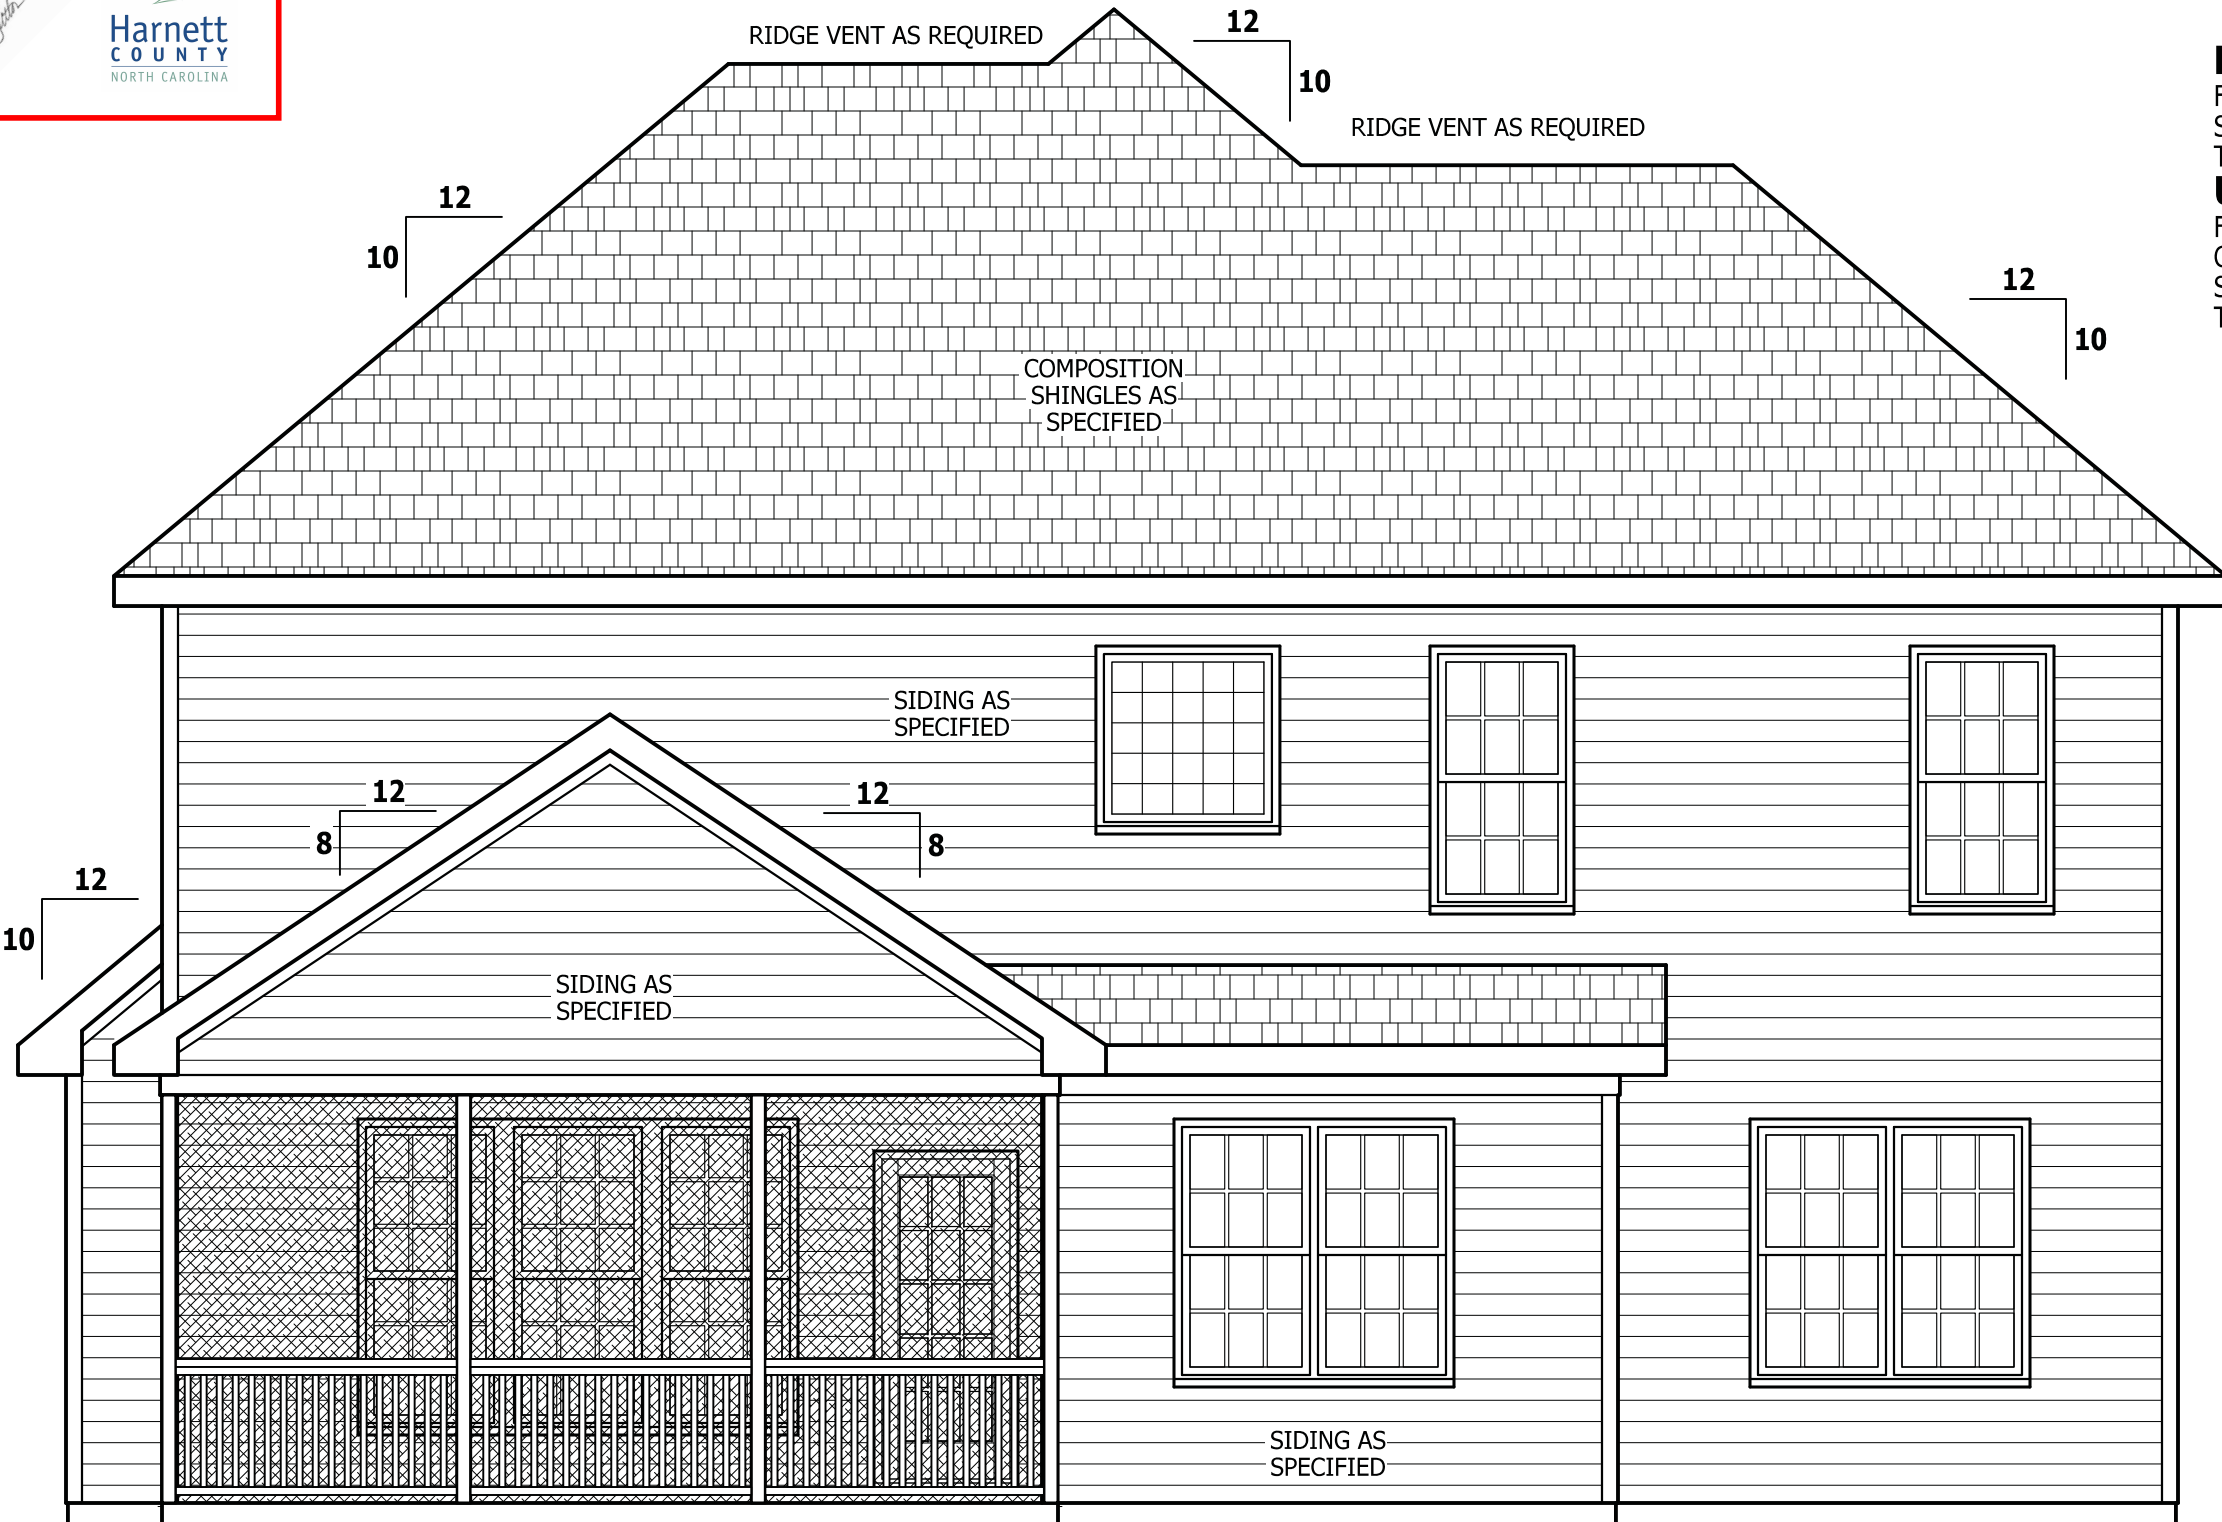 Harnett
COUNTY
NORTH CAROLINA
RIDGE VENT AS REQUIRED
12
10
RIDGE VENT AS REQUIRED
12
10
12
10
COMPOSITION
SHINGLES AS
SPECIFIED
SIDING AS
SPECIFIED
12
8
12
8
12
10
SIDING AS
SPECIFIED
SIDING AS
SPECIFIED